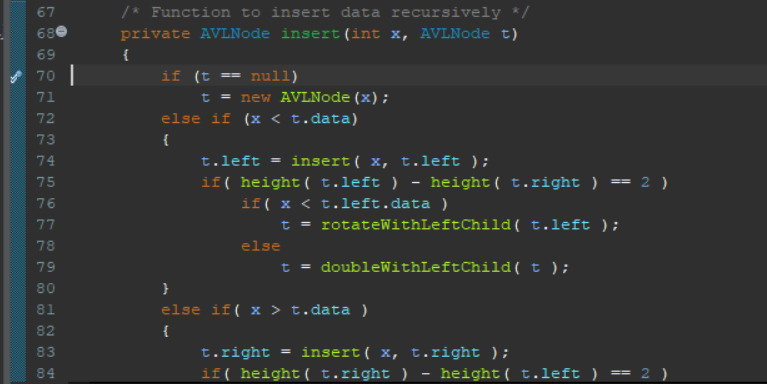 67 /* Function to insert data recursively */
68 private AVLNode insert(int x, AVLNode t)
69 {
70 if (t == null)
71 t = new AVLNode(x);
72 else if (x < t.data)
73 {
74 t.left = insert( x, t.left );
75 if( height( t.left ) - height( t.right ) == 2 )
76 if( x < t.left.data )
77 t = rotateWithLeftChild( t.left );
78 else
79 t = doubleWithLeftChild( t );
80 }
81 else if( x > t.data )
82 {
83 t.right = insert( x, t.right );
84 if( height( t.right ) - height( t.left ) == 2 )